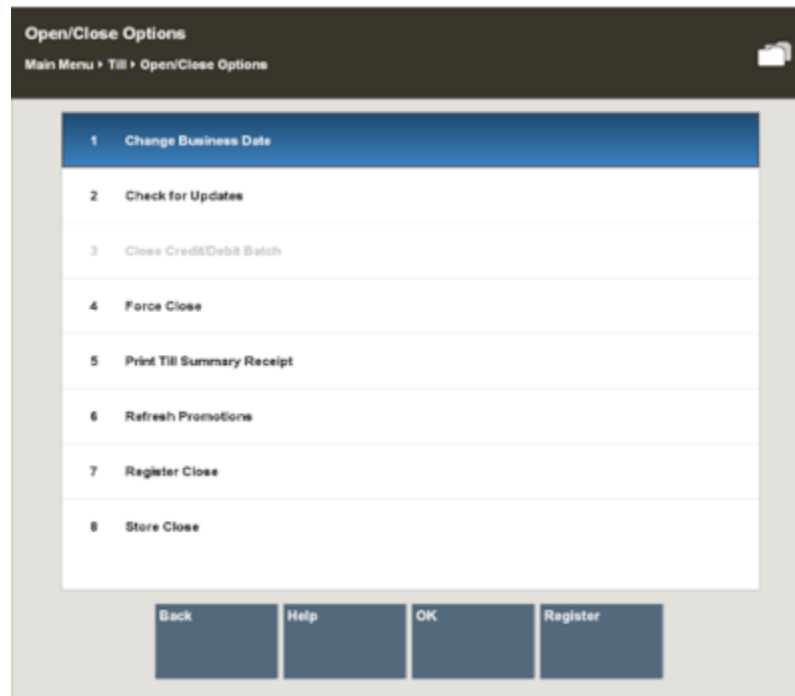 Open/Close Options
Main Menu ▸ Till ▸ Open/Close Options
1 Change Business Date
2 Check for Updates
3 Close Credit/Debit Batch
4 Force Close
5 Print Till Summary Receipt
6 Refresh Promotions
7 Register Close
8 Store Close
Back Help OK Register